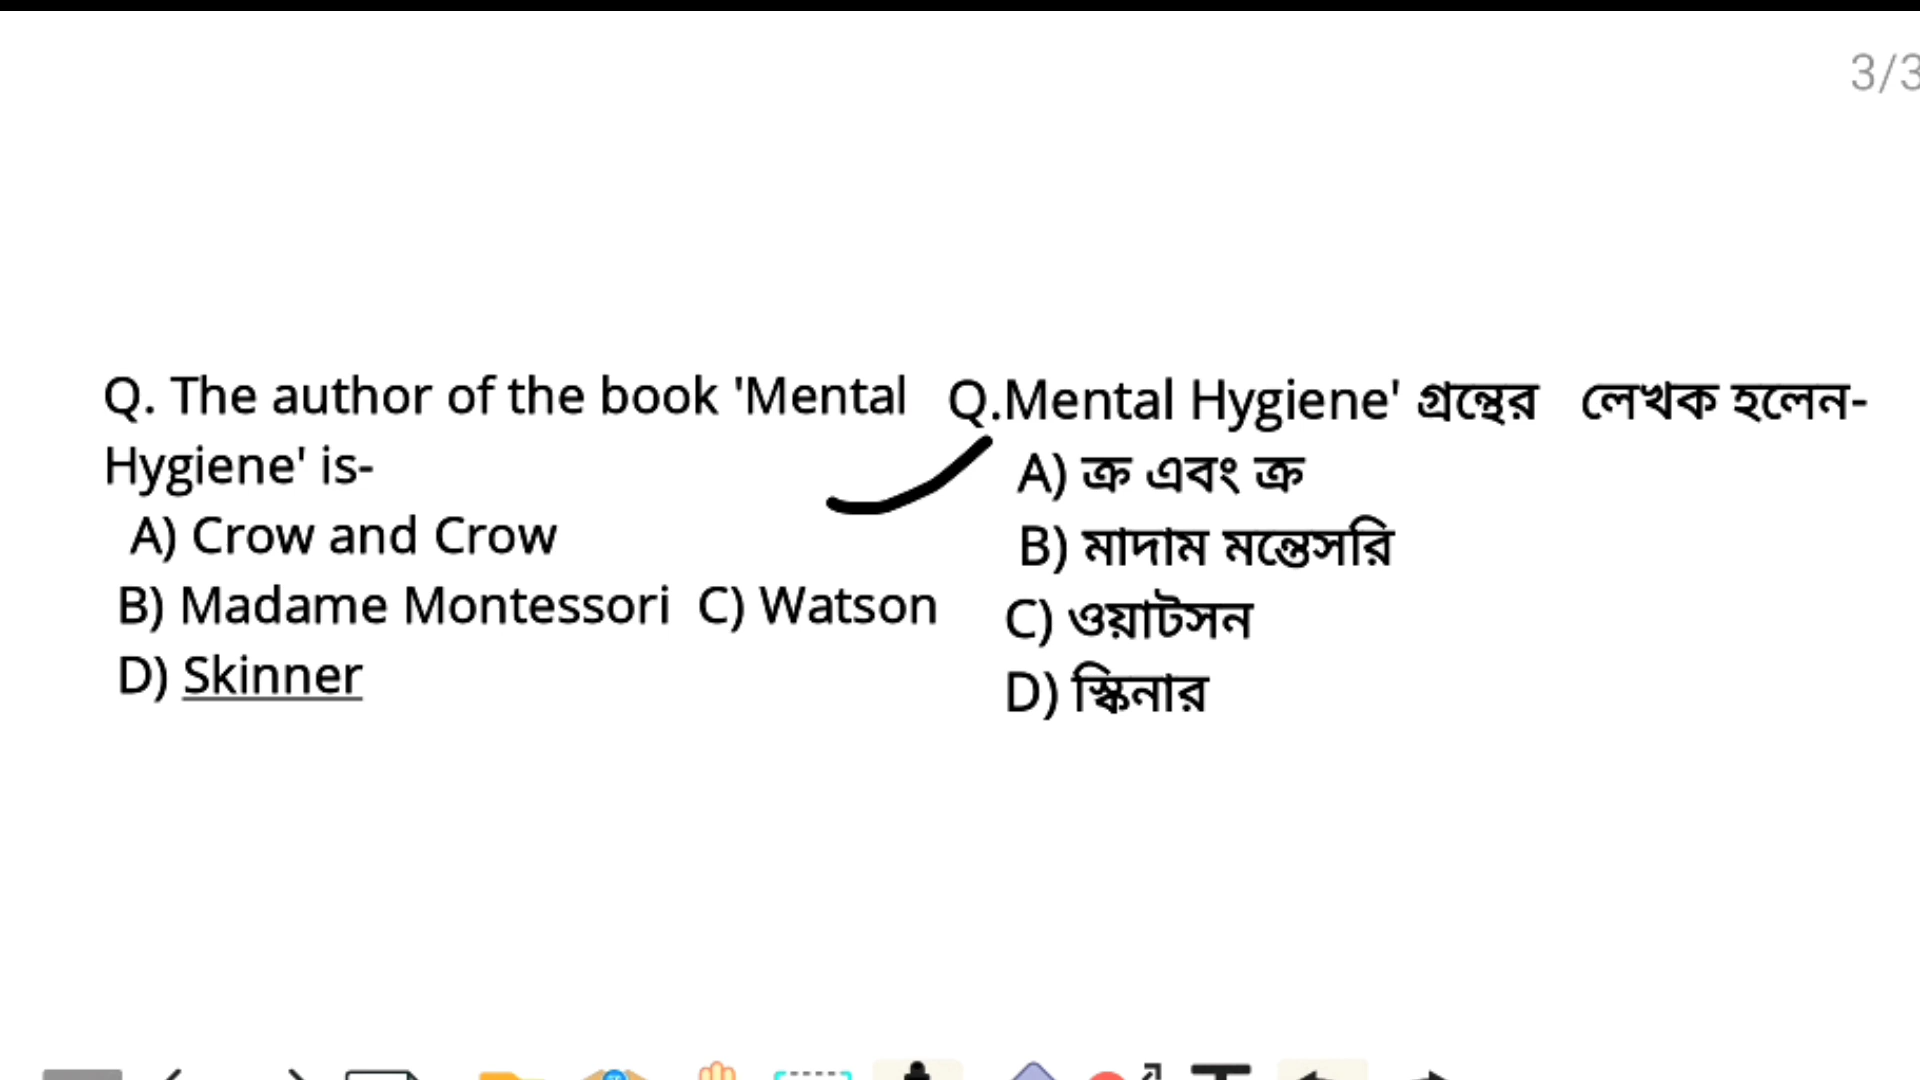 3/3
Q. The author of the book 'Mental
Hygiene' is-
A) Crow and Crow
B) Madame Montessori C) Watson
D) Skinner
Q.Mental Hygiene' গ্রন্থের লেখক হলেন-
A) ক্র এবং ক্র
B) মাদাম মন্তেসরি
C) ওয়াটসন
D) স্কিনার